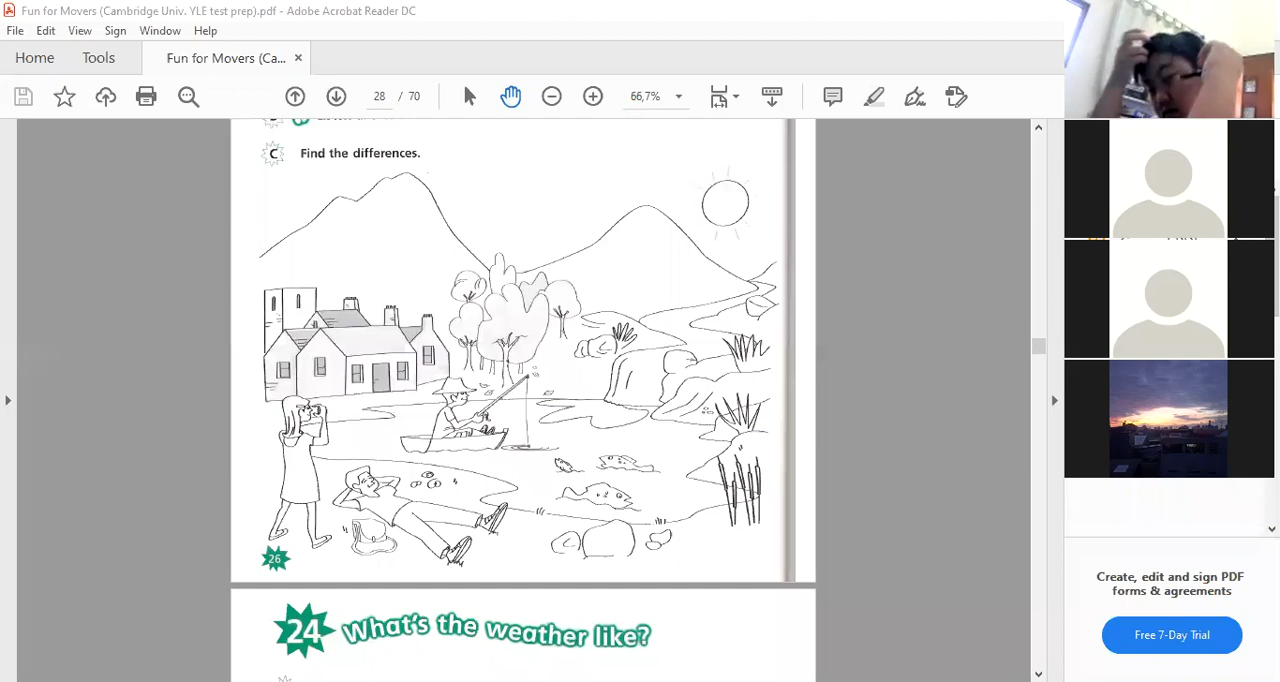 Fun for Movers (Cambridge Univ. YLE test prep).pdf - Adobe Acrobat Reader DC
File Edit View Sign Window Help
Home Tools Fun for Movers (Ca... ×
28 / 70 66,7%
C Find the differences.
26
24 What's the weather like?
Create, edit and sign PDF
forms & agreements
Free 7-Day Trial